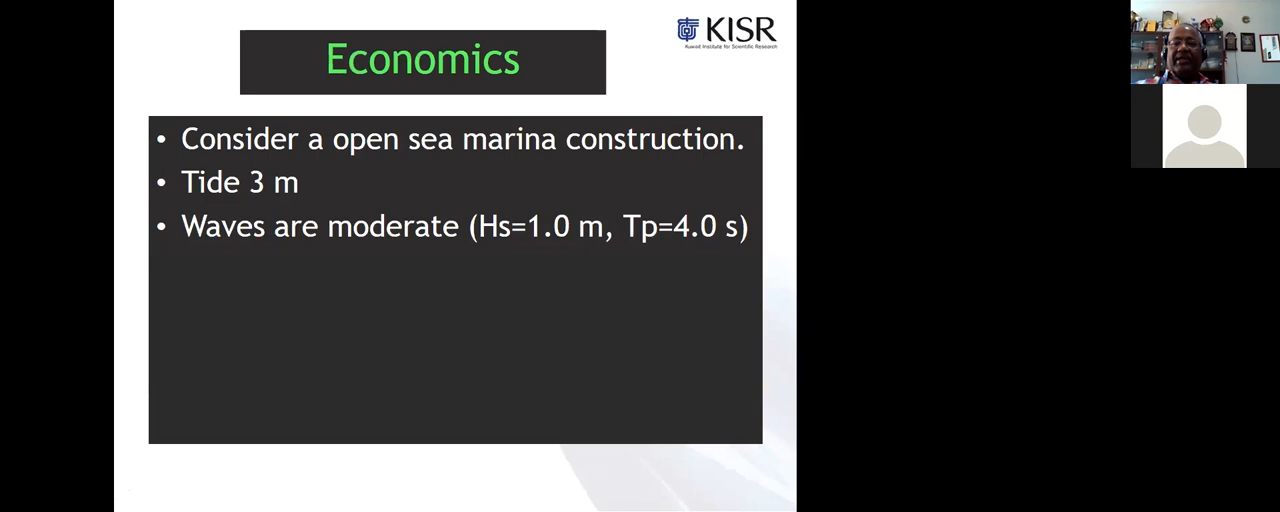 KISR
Kuwait Institute for Scientific Research
Economics
• Consider a open sea marina construction.
• Tide 3 m
• Waves are moderate (Hs=1.0 m, Tp=4.0 s)